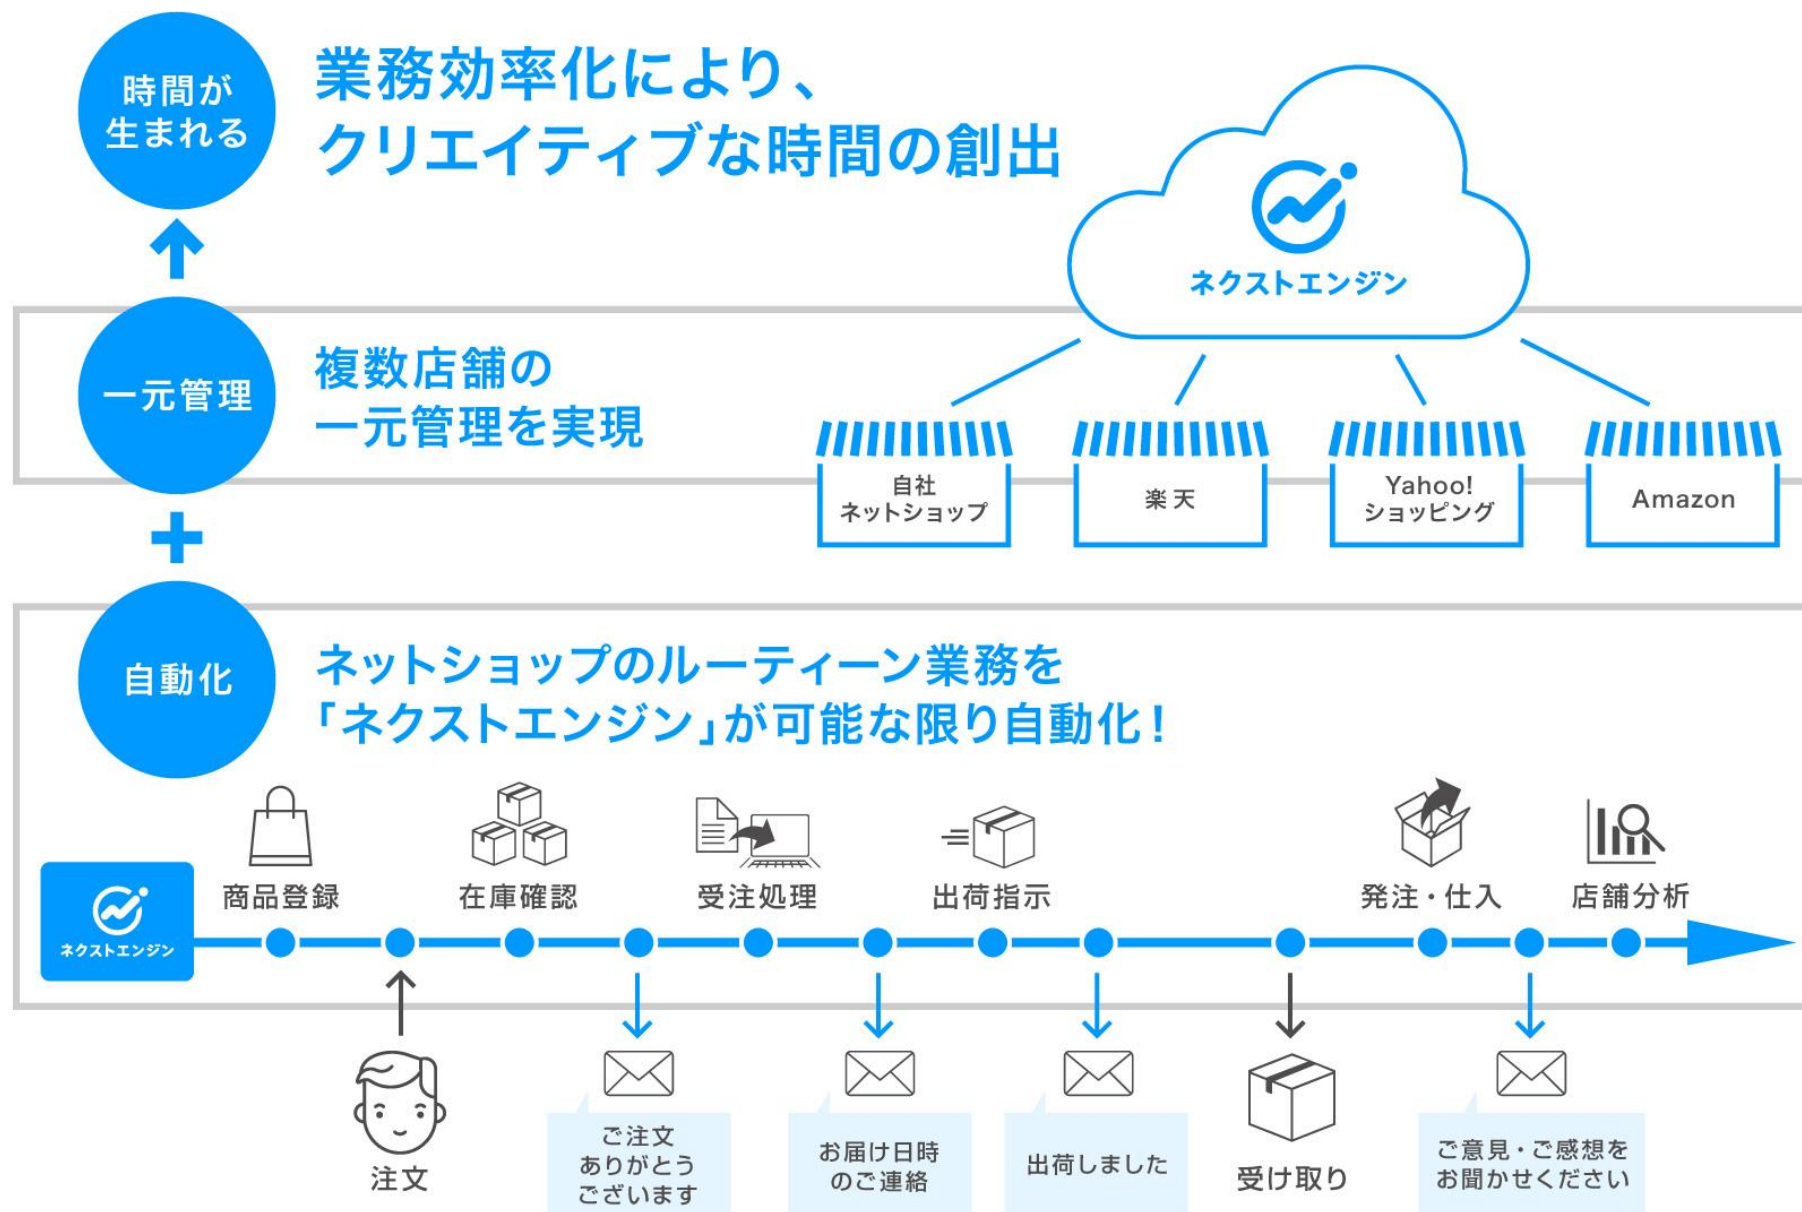 時間が
生まれる
業務効率化により、
クリエイティブな時間の創出
ネクストエンジン
一元管理
複数店舗の
一元管理を実現
自社
ネットショップ
楽天
Yahoo!
ショッピング
Amazon
自動化
ネットショップのルーティーン業務を
「ネクストエンジン」が可能な限り自動化！
商品登録
在庫確認
受注処理
出荷指示
発注・仕入
店舗分析
ネクストエンジン
注文
ご注文
ありがとう
ございます
お届け日時
のご連絡
出荷しました
受け取り
ご意見・ご感想を
お聞かせください